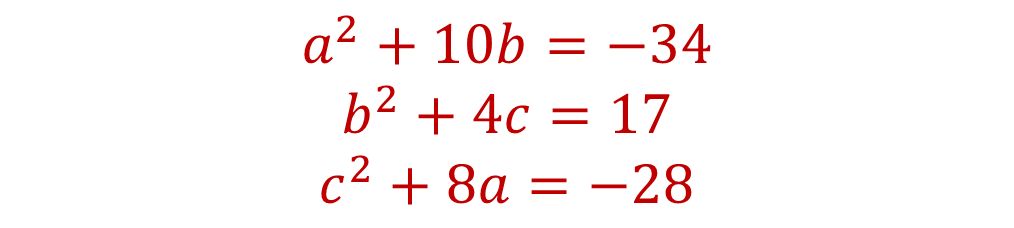 a² + 10b = −34
b² + 4c = 17
c² + 8a = −28